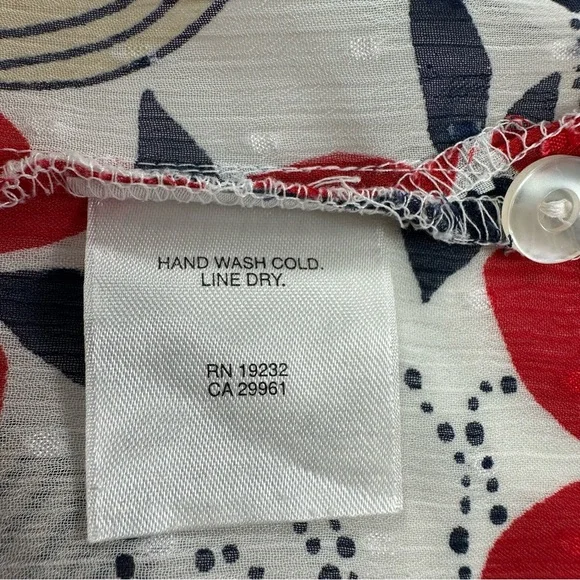 HAND WASH COLD.
LINE DRY.
RN 19232
CA 29961